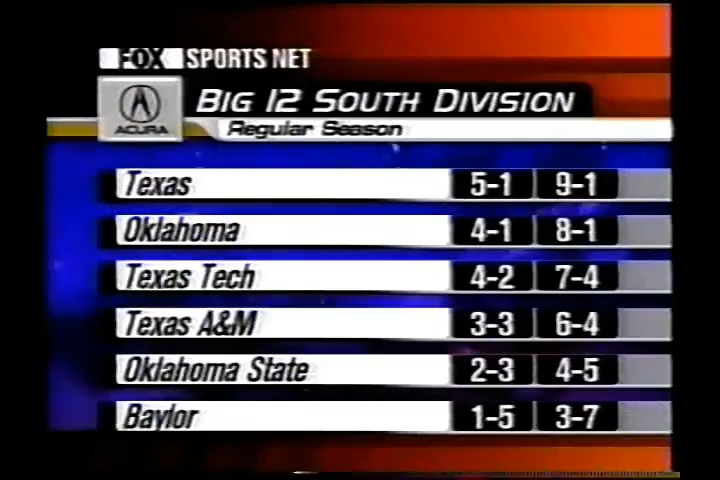 FOX SPORTS NET
ACURA
BIG 12 SOUTH DIVISION
Regular Season
Texas 5-1 9-1
Oklahoma 4-1 8-1
Texas Tech 4-2 7-4
Texas A&M 3-3 6-4
Oklahoma State 2-3 4-5
Baylor 1-5 3-7